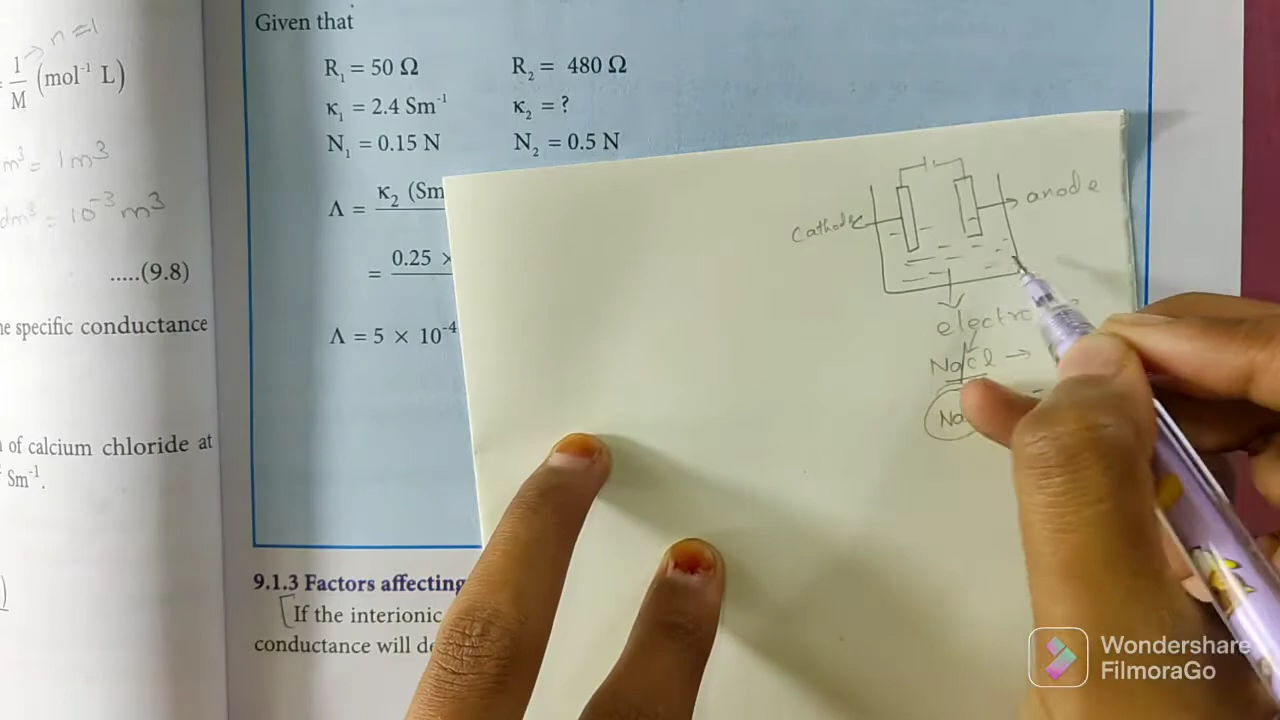 → n = 1
= 1/M (mol⁻¹ L)
m³ = 1m³
dm³ = 10⁻³ m³
.....(9.8)
he specific conductance
of calcium chloride at
Sm⁻¹.
Given that
R₁ = 50 Ω R₂ = 480 Ω
κ₁ = 2.4 Sm⁻¹ κ₂ = ?
N₁ = 0.15 N N₂ = 0.5 N
Λ = κ₂ (Sm
= 0.25 ×
Λ = 5 × 10⁻⁴
9.1.3 Factors affecting
If the interionic
conductance will de
cathode
anode
electro
NaCl →
Na
Wondershare
FilmoraGo